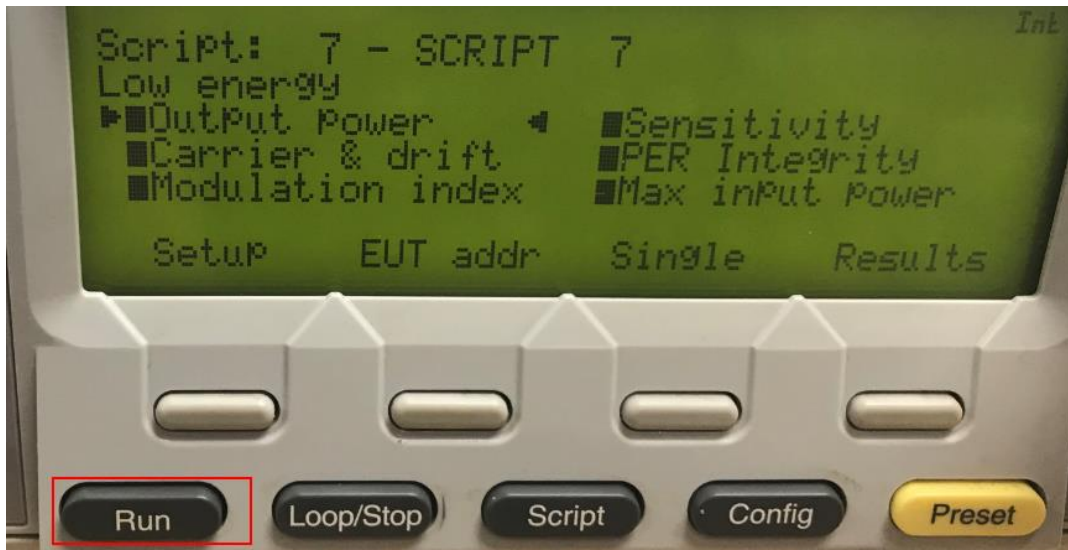 Int
Script: 7 - SCRIPT 7
Low energy
Output power Sensitivity
Carrier & drift PER Integrity
Modulation index Max input power
Setup EUT addr Single Results
Run Loop/Stop Script Config Preset